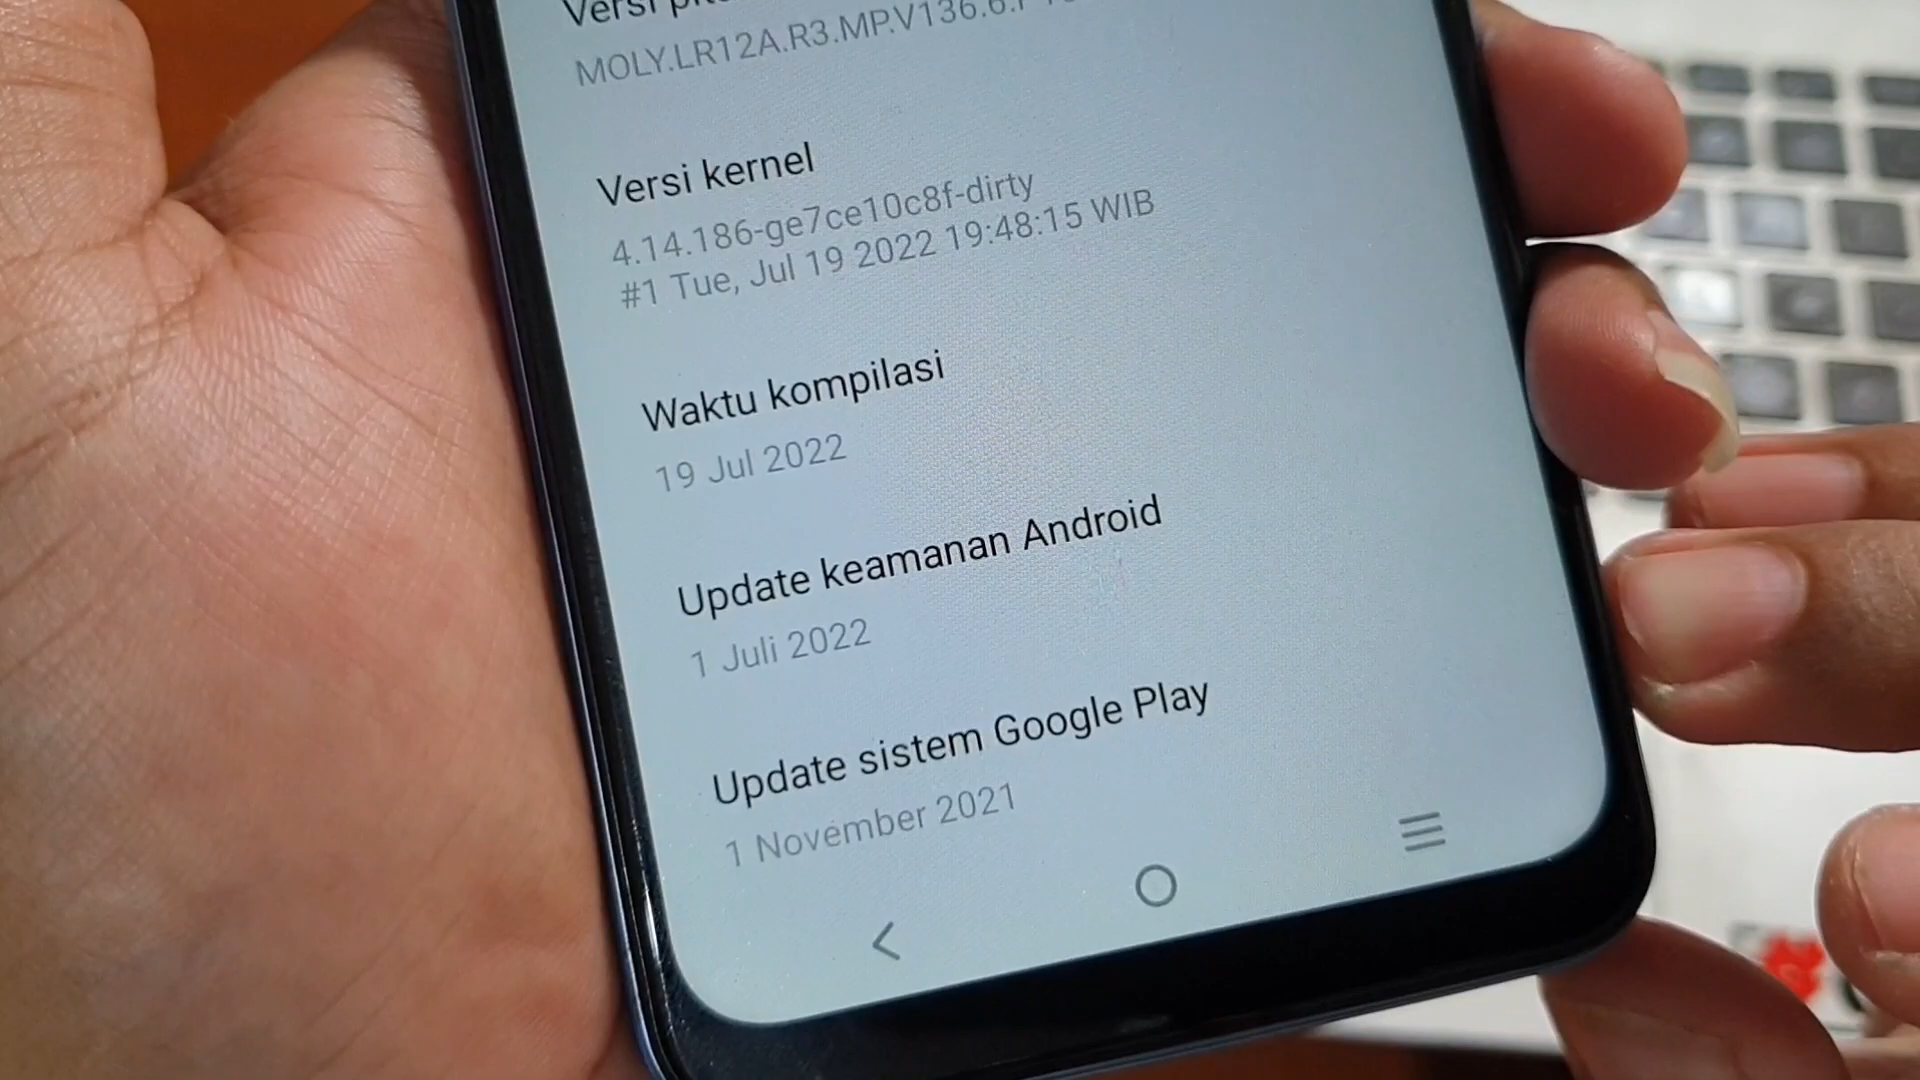 Versi
MOLY.LR12A.R3.MP.V136.6.P
Versi kernel
4.14.186-ge7ce10c8f-dirty
#1 Tue, Jul 19 2022 19:48:15 WIB
Waktu kompilasi
19 Jul 2022
Update keamanan Android
1 Juli 2022
Update sistem Google Play
1 November 2021